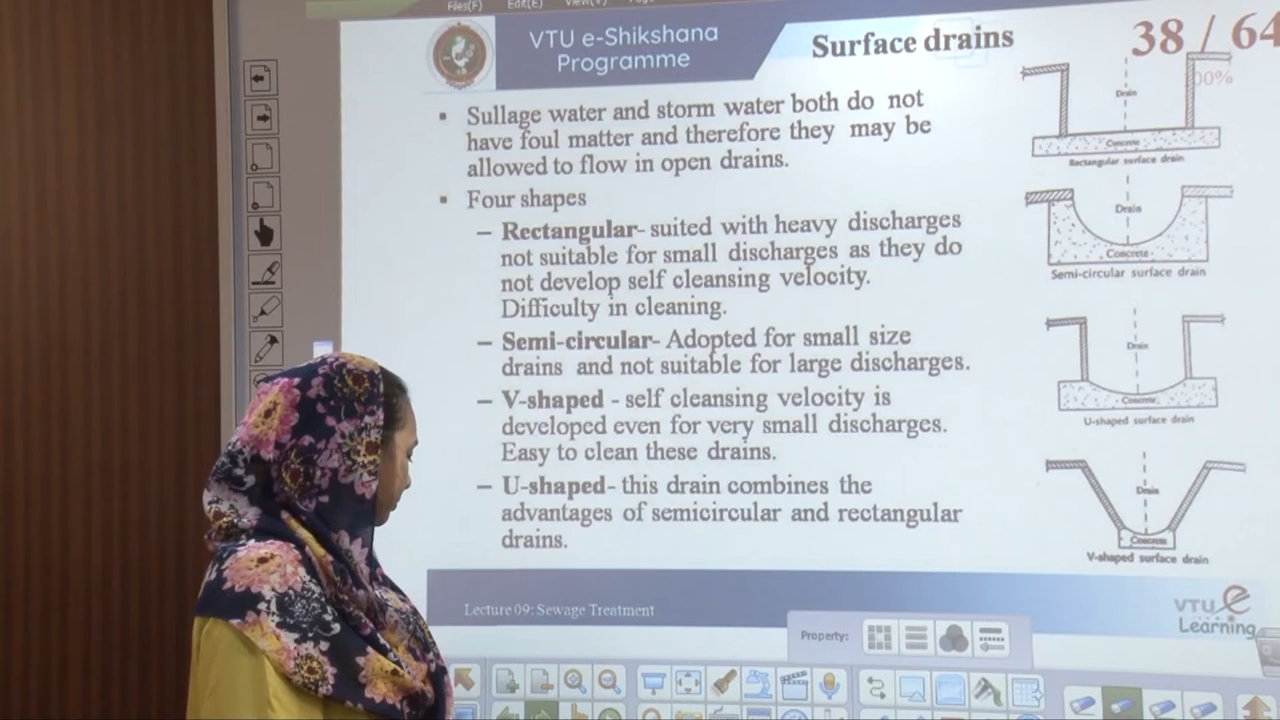 Files(F) Edit(E) View(V)
VTU e-Shikshana
Programme
Surface drains
38 / 64
00%
▪ Sullage water and storm water both do not
have foul matter and therefore they may be
allowed to flow in open drains.
▪ Four shapes
– Rectangular- suited with heavy discharges
not suitable for small discharges as they do
not develop self cleansing velocity.
Difficulty in cleaning.
– Semi-circular- Adopted for small size
drains and not suitable for large discharges.
– V-shaped - self cleansing velocity is
developed even for very small discharges.
Easy to clean these drains.
– U-shaped- this drain combines the
advantages of semicircular and rectangular
drains.
Drain
Concrete
Rectangular surface drain
Drain
Concrete
Semi-circular surface drain
Drain
Concrete
U-shaped surface drain
Drain
Concrete
V-shaped surface drain
Lecture 09: Sewage Treatment
VTU e
Learning
Property: